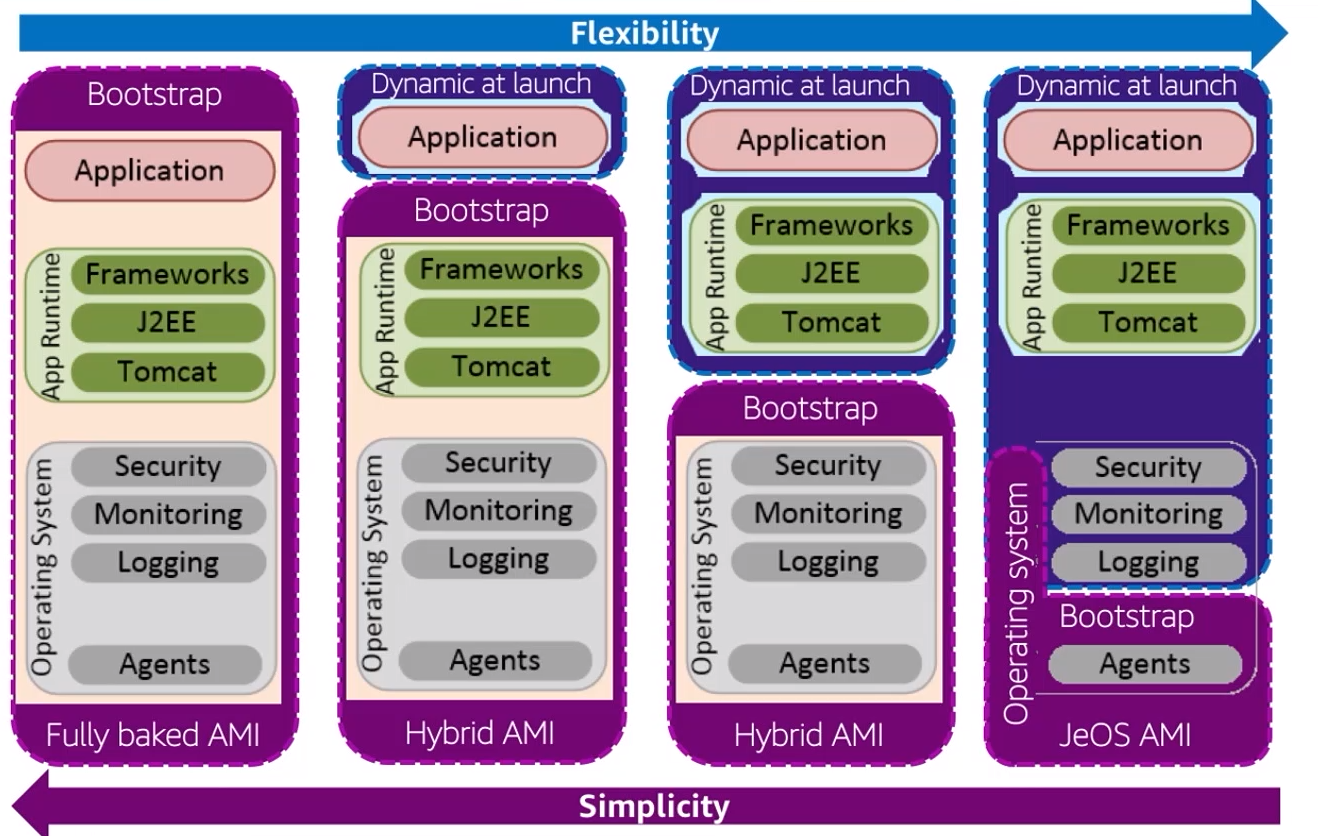 Flexibility
Bootstrap
Application
App Runtime
Frameworks
J2EE
Tomcat
Operating System
Security
Monitoring
Logging
Agents
Fully baked AMI
Dynamic at launch
Application
Bootstrap
App Runtime
Frameworks
J2EE
Tomcat
Operating System
Security
Monitoring
Logging
Agents
Hybrid AMI
Dynamic at launch
Application
App Runtime
Frameworks
J2EE
Tomcat
Bootstrap
Operating System
Security
Monitoring
Logging
Agents
Hybrid AMI
Dynamic at launch
Application
App Runtime
Frameworks
J2EE
Tomcat
Operating system
Security
Monitoring
Logging
Bootstrap
Agents
JeOS AMI
Simplicity